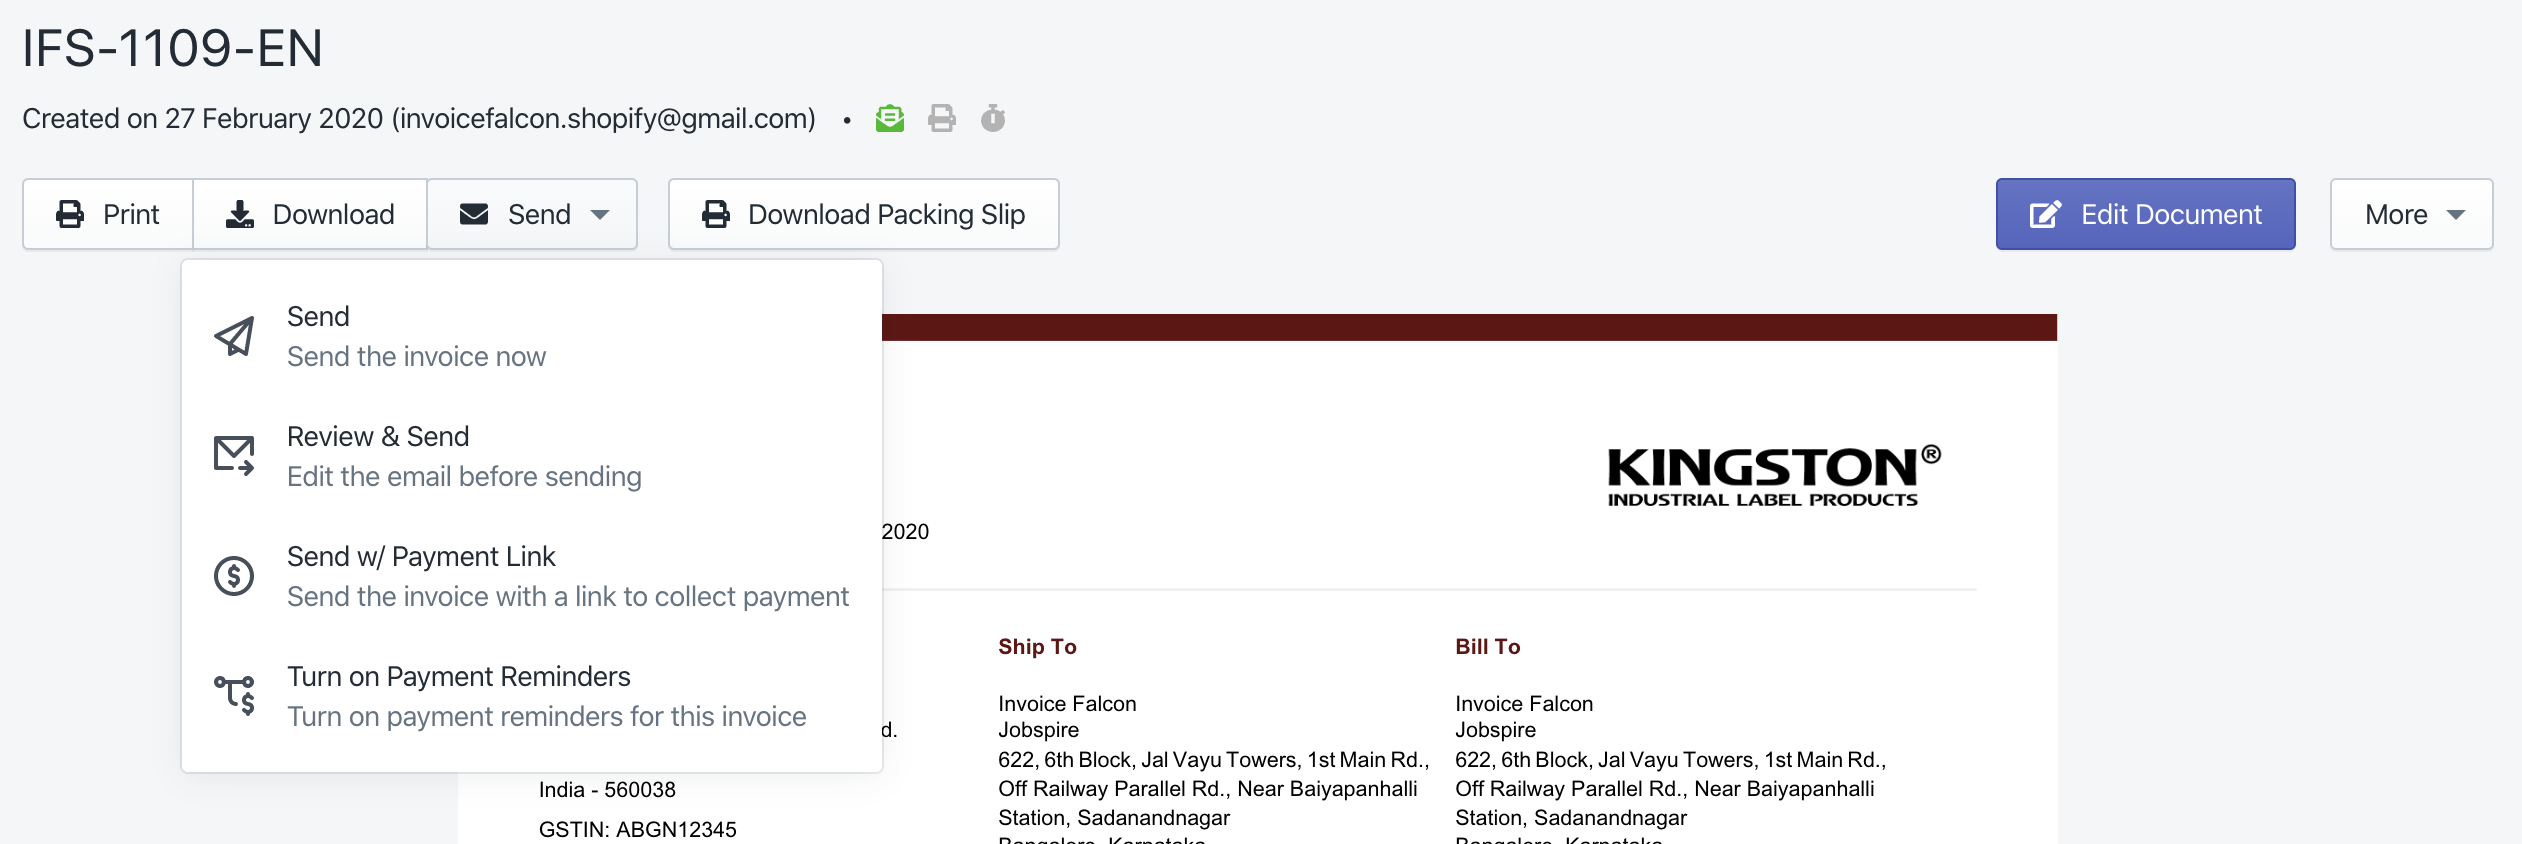 IFS-1109-EN
Created on 27 February 2020 (invoicefalcon.shopify@gmail.com) •
Print
Download
Send
Download Packing Slip
Edit Document
More
Send
Send the invoice now
Review & Send
Edit the email before sending
Send w/ Payment Link
Send the invoice with a link to collect payment
Turn on Payment Reminders
Turn on payment reminders for this invoice
KINGSTON®
INDUSTRIAL LABEL PRODUCTS
2020
d.
India - 560038
GSTIN: ABGN12345
Ship To
Invoice Falcon
Jobspire
622, 6th Block, Jal Vayu Towers, 1st Main Rd.,
Off Railway Parallel Rd., Near Baiyapanhalli
Station, Sadanandnagar
Bangalore, Karnataka
Bill To
Invoice Falcon
Jobspire
622, 6th Block, Jal Vayu Towers, 1st Main Rd.,
Off Railway Parallel Rd., Near Baiyapanhalli
Station, Sadanandnagar
Bangalore, Karnataka